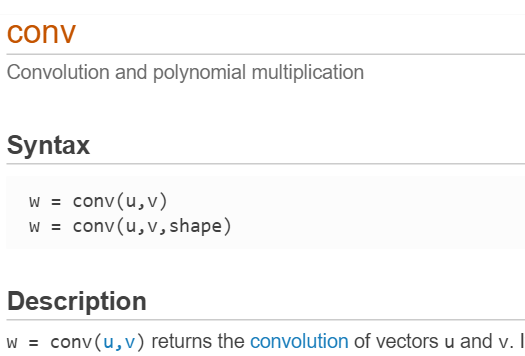 conv
Convolution and polynomial multiplication
Syntax
w = conv(u,v)
w = conv(u,v,shape)
Description
w = conv(u,v) returns the convolution of vectors u and v.